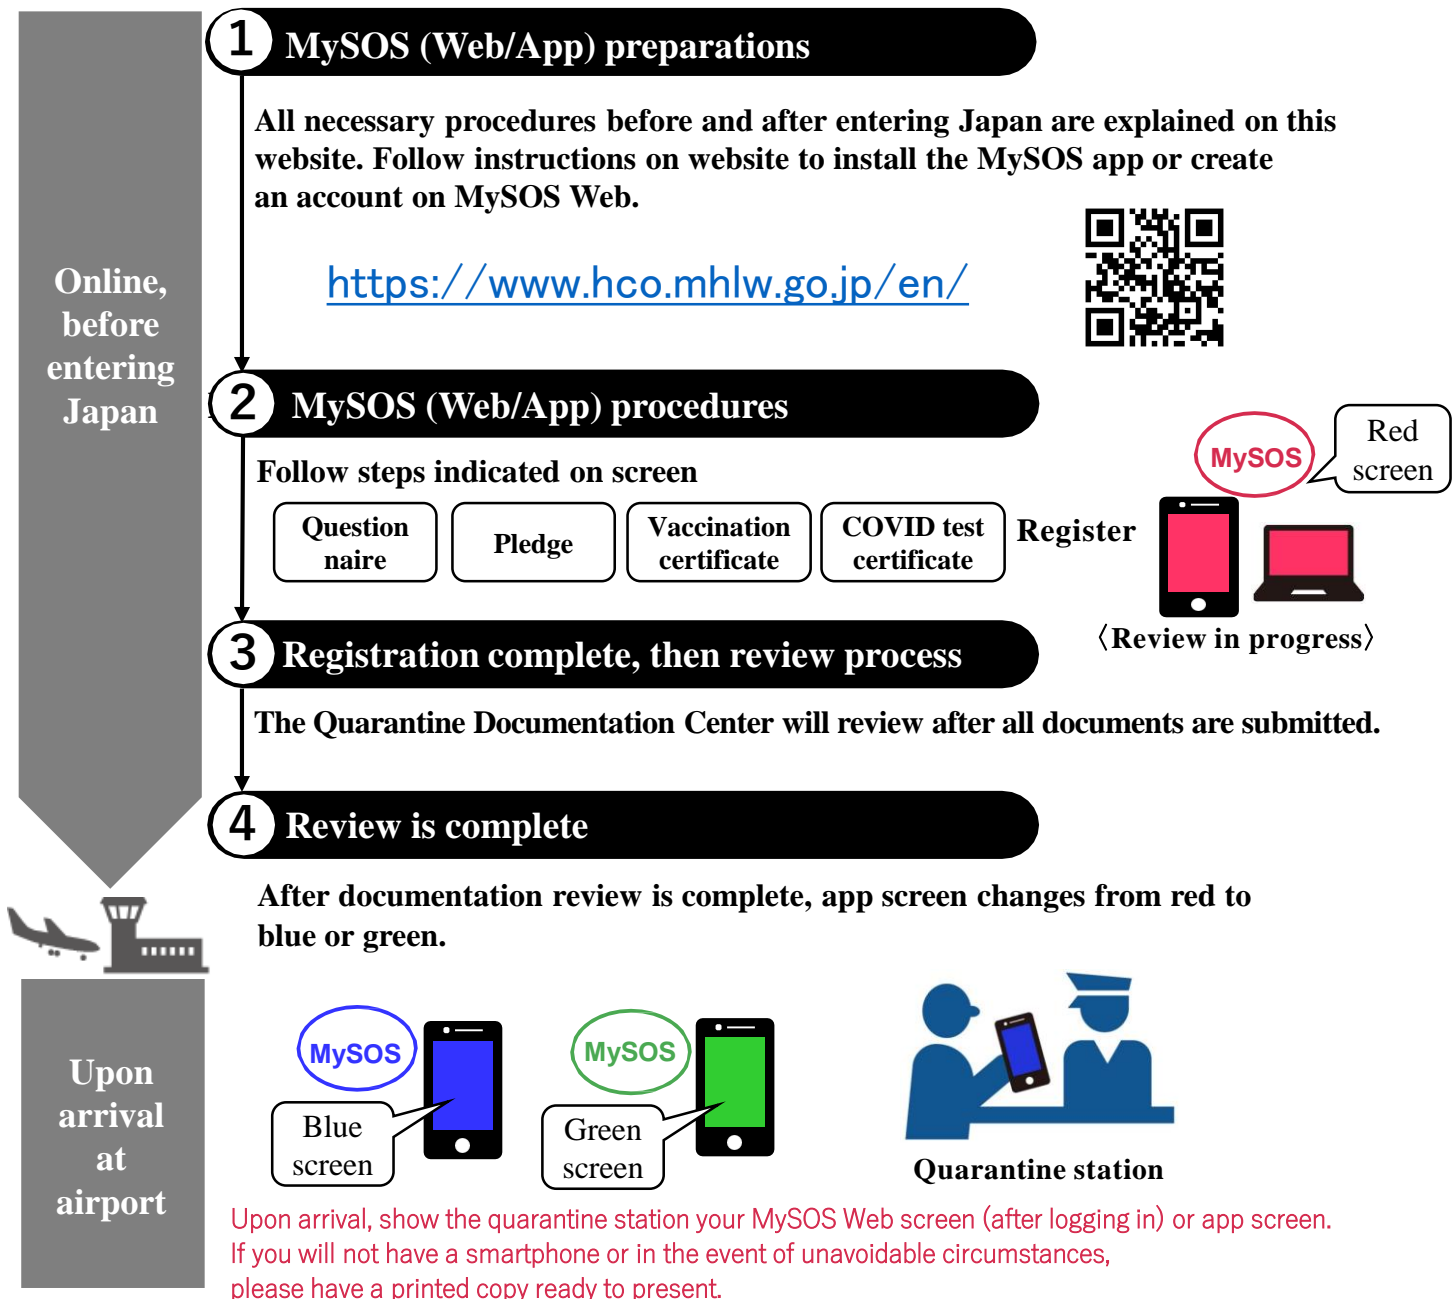 1 MySOS (Web/App) preparations
All necessary procedures before and after entering Japan are explained on this
website. Follow instructions on website to install the MySOS app or create
an account on MySOS Web.
https://www.hco.mhlw.go.jp/en/
Online,
before
entering
Japan
2 MySOS (Web/App) procedures
Follow steps indicated on screen
Question
naire
Pledge
Vaccination
certificate
COVID test
certificate
Register
MySOS
Red
screen
〈Review in progress〉
3 Registration complete, then review process
The Quarantine Documentation Center will review after all documents are submitted.
4 Review is complete
After documentation review is complete, app screen changes from red to
blue or green.
Upon
arrival
at
airport
MySOS
Blue
screen
MySOS
Green
screen
Quarantine station
Upon arrival, show the quarantine station your MySOS Web screen (after logging in) or app screen.
If you will not have a smartphone or in the event of unavoidable circumstances,
please have a printed copy ready to present.